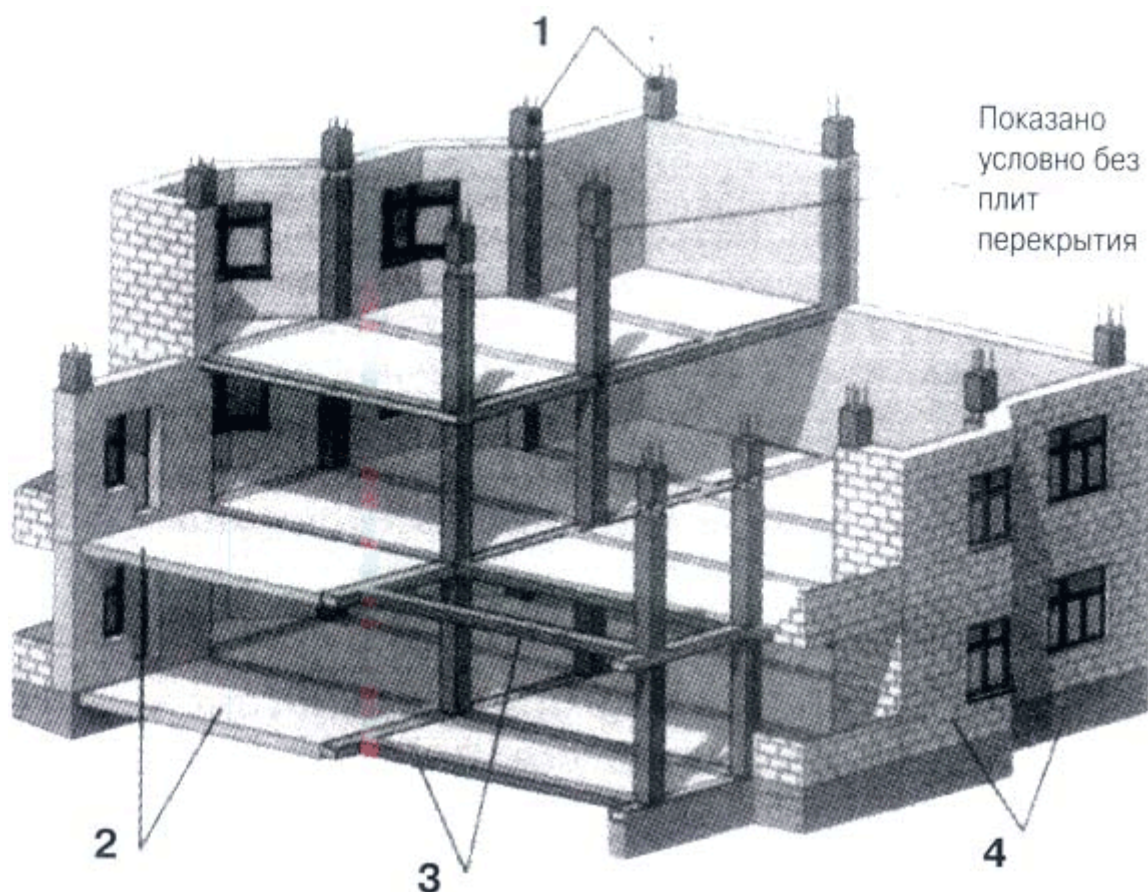 1
Показано
условно без
плит
перекрытия
2
3
4